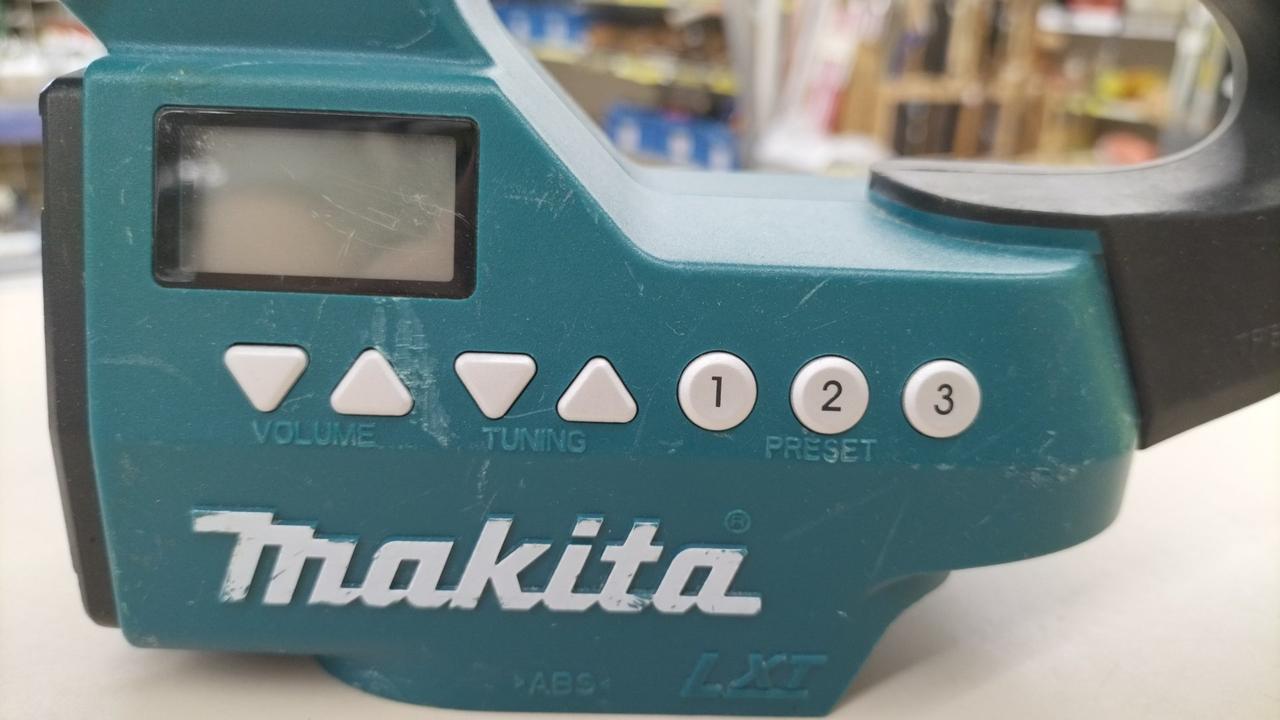 1 2 3
VOLUME TUNING PRESET
makita®
>ABS<
LXT